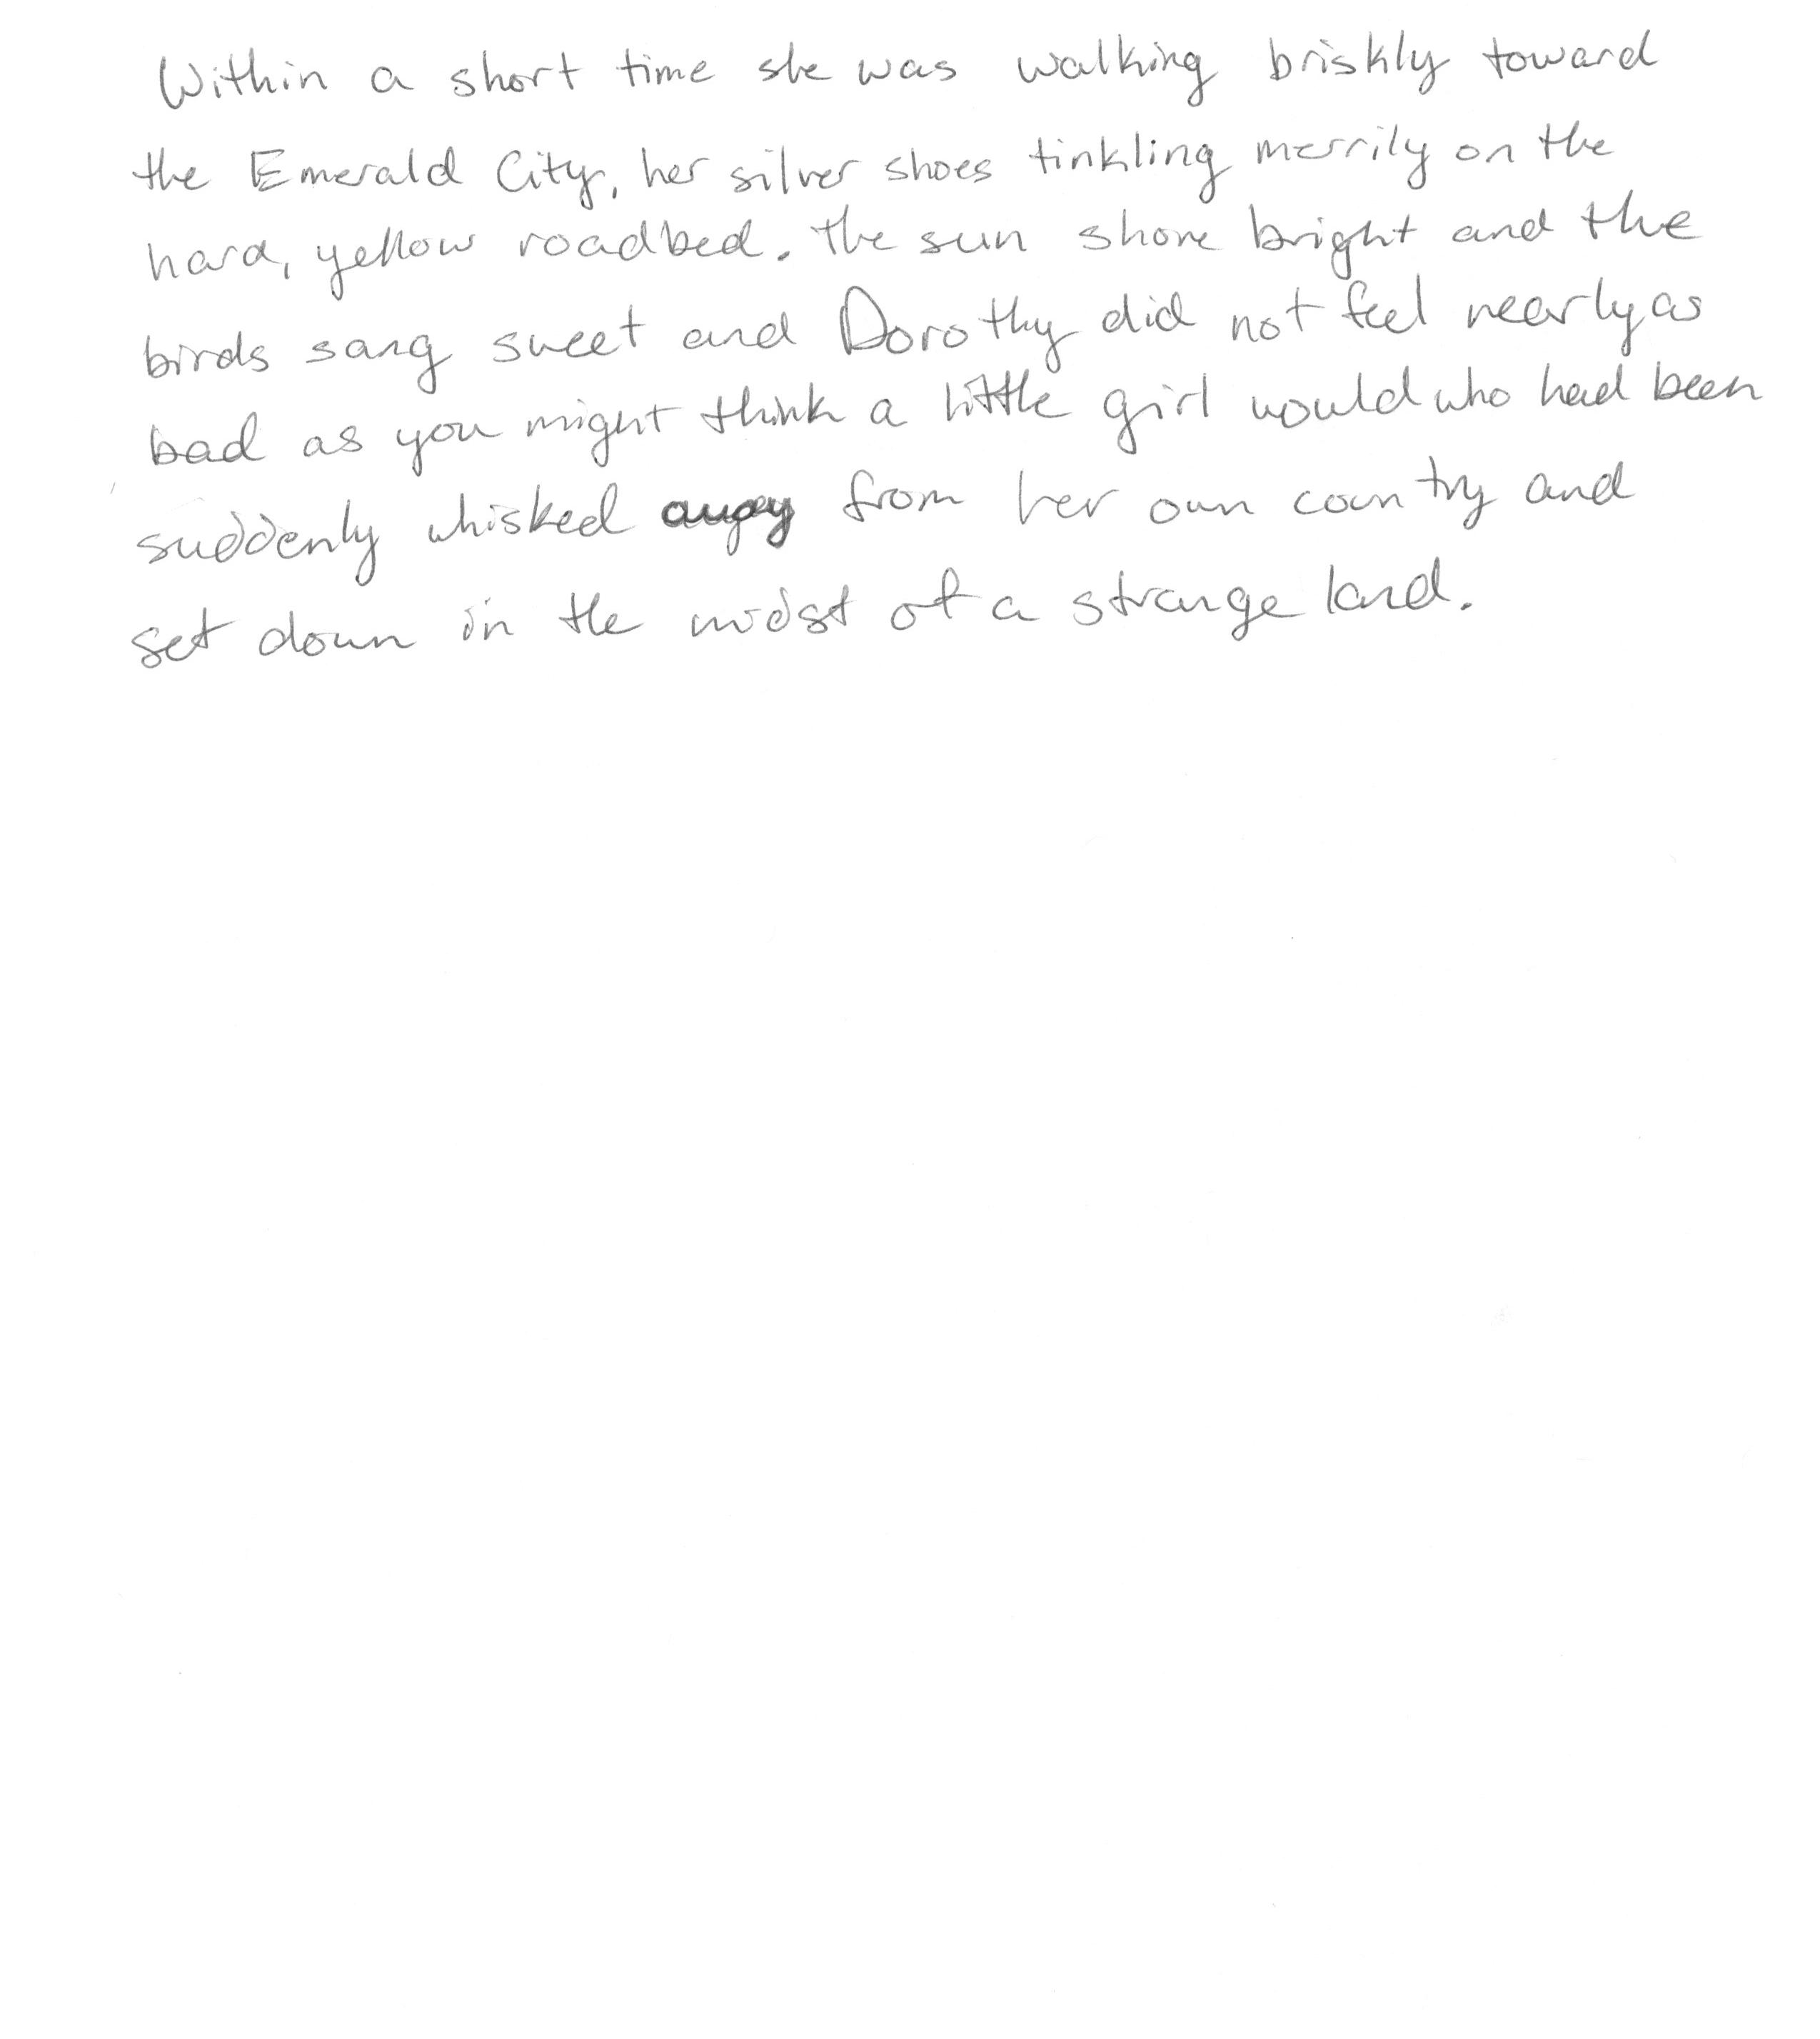 Within a short time she was walking briskly toward
the Emerald City, her silver shoes tinkling merrily on the
hard, yellow roadbed. The sun shone bright and the
birds sang sweet and Dorothy did not feel nearly as
bad as you might think a little girl would who had been
suddenly whisked away from her own country and
set down in the midst of a strange land.